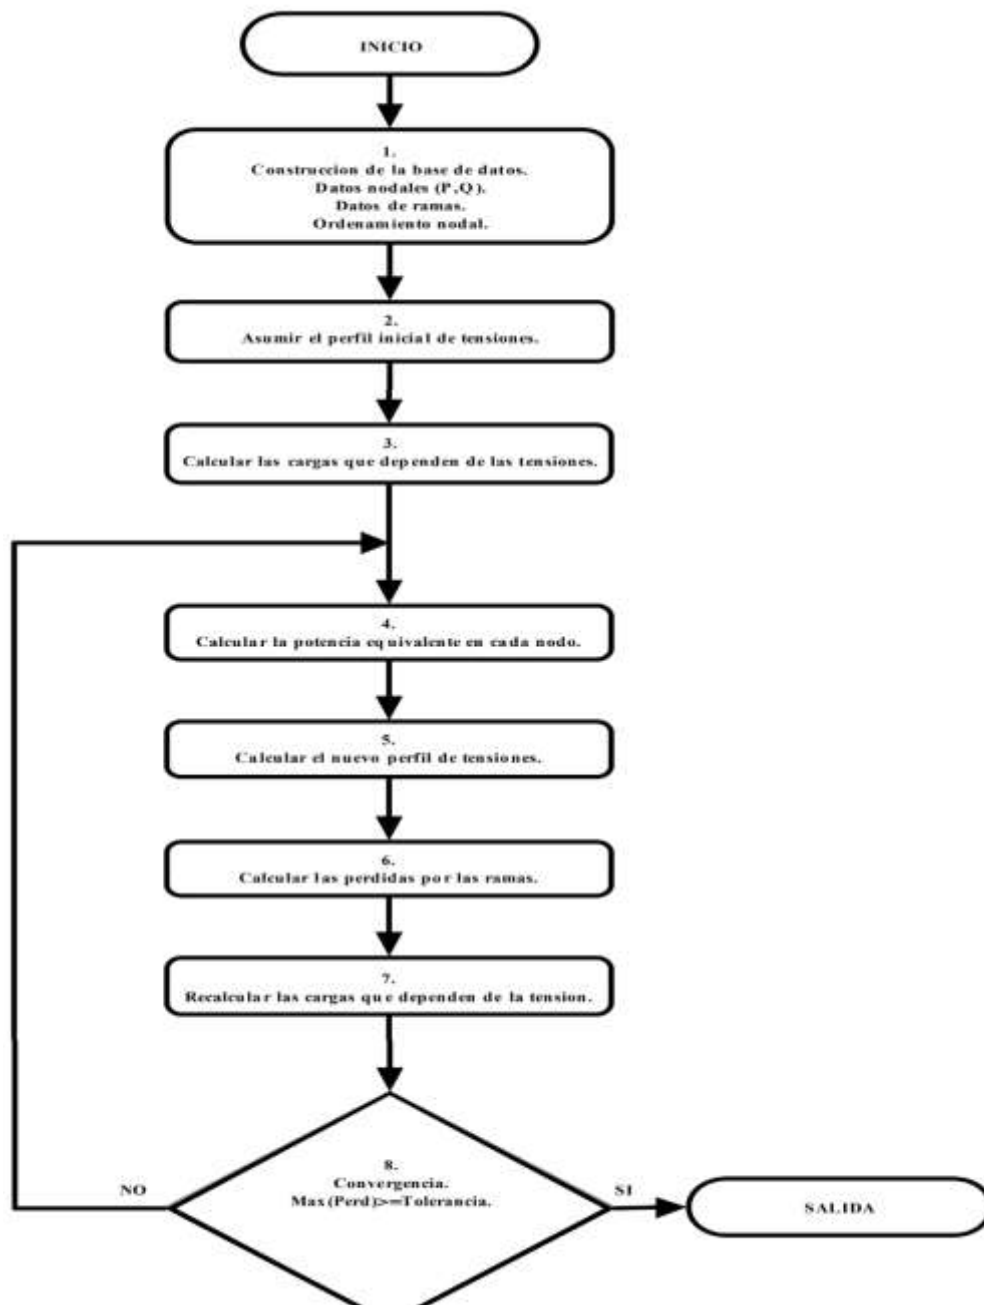 INICIO
1.
Construccion de la base de datos.
Datos nodales (P,Q).
Datos de ramas.
Ordenamiento nodal.
2.
Asumir el perfil inicial de tensiones.
3.
Calcular las cargas que dependen de las tensiones.
4.
Calcular la potencia equivalente en cada nodo.
5.
Calcular el nuevo perfil de tensiones.
6.
Calcular las perdidas por las ramas.
7.
Recalcular las cargas que dependen de la tension.
8.
Convergencia.
Max(Perd)>=Tolerancia.
NO
SI
SALIDA